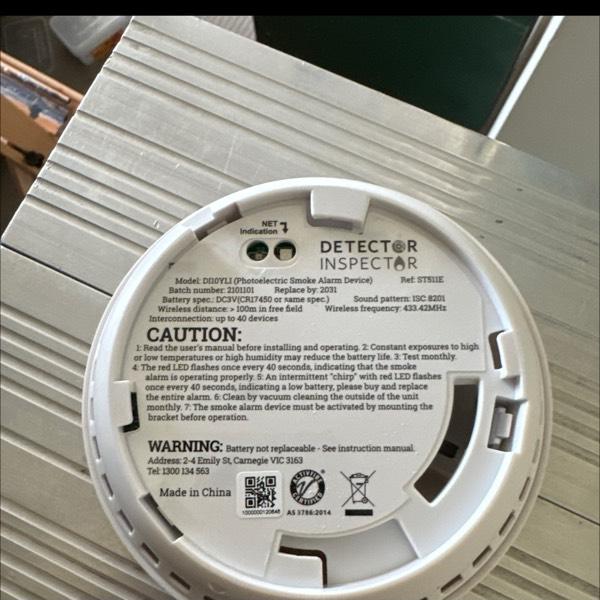 NET
Indication
DETECTOR
INSPECTOR
Model: DI10YLI (Photoelectric Smoke Alarm Device) Ref: ST511E
Batch number: 2101101 Replace by: 2031
Battery spec.: DC3V(CR17450 or same spec.) Sound pattern: ISC 8201
Wireless distance: > 100m in free field Wireless frequency: 433.42MHz
Interconnection: up to 40 devices
CAUTION:
1: Read the user's manual before installing and operating. 2: Constant exposures to high
or low temperatures or high humidity may reduce the battery life. 3: Test monthly.
4: The red LED flashes once every 40 seconds, indicating that the smoke
alarm is operating properly. 5: An intermittent "chirp" with red LED flashes
once every 40 seconds, indicating a low battery, please buy and replace
the entire alarm. 6: Clean by vacuum cleaning the outside of the unit
monthly. 7: The smoke alarm device must be activated by mounting the
bracket before operation.
WARNING: Battery not replaceable - See instruction manual.
Address: 2-4 Emily St, Carnegie VIC 3163
Tel: 1300 134 563
Made in China
1000000120648
ACTIVFIRE
CERTIFIED
AS 3786:2014